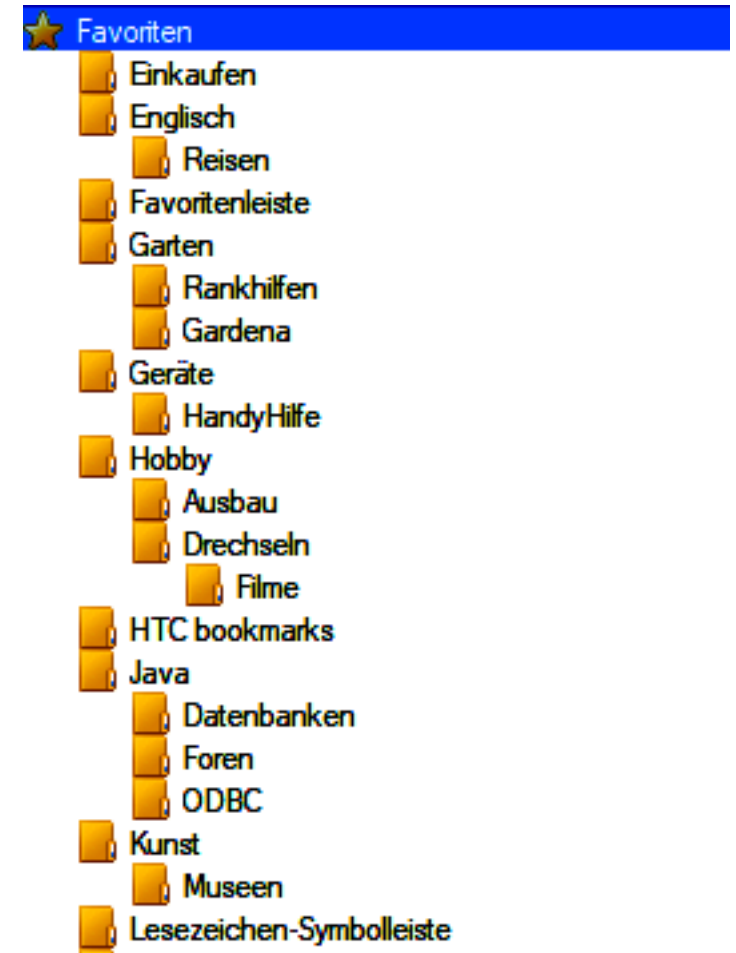 Favoriten
Einkaufen
Englisch
Reisen
Favoritenleiste
Garten
Rankhilfen
Gardena
Geräte
HandyHilfe
Hobby
Ausbau
Drechseln
Filme
HTC bookmarks
Java
Datenbanken
Foren
ODBC
Kunst
Museen
Lesezeichen-Symbolleiste